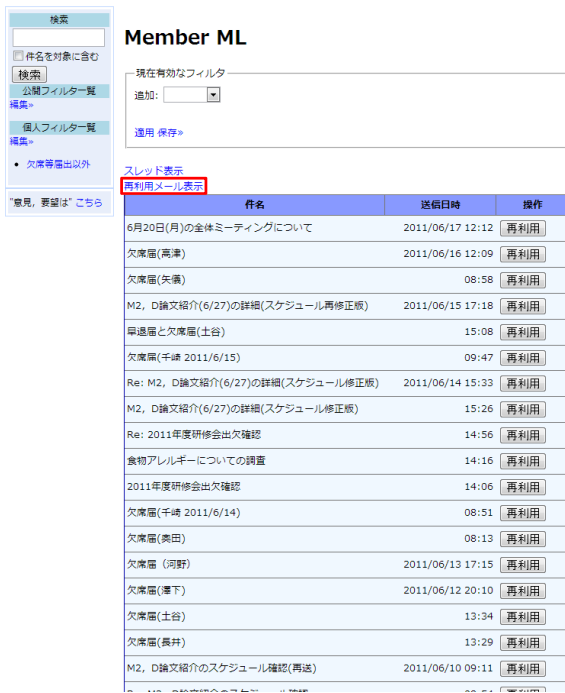 検索
件名を対象に含む
検索
公開フィルター覧
編集»
個人フィルター覧
編集»
欠席等届出以外
"意見，要望は" こちら
Member ML
現在有効なフィルタ
追加:
適用 保存»
スレッド表示
再利用メール表示
件名 送信日時 操作
6月20日(月)の全体ミーティングについて 2011/06/17 12:12 再利用
欠席届(高津) 2011/06/16 12:09 再利用
欠席届(矢儀) 08:58 再利用
M2，D論文紹介(6/27)の詳細(スケジュール再修正版) 2011/06/15 17:18 再利用
早退届と欠席届(土谷) 15:08 再利用
欠席届(千崎 2011/6/15) 09:47 再利用
Re: M2，D論文紹介(6/27)の詳細(スケジュール修正版) 2011/06/14 15:33 再利用
M2，D論文紹介(6/27)の詳細(スケジュール修正版) 15:26 再利用
Re: 2011年度研修会出欠確認 14:56 再利用
食物アレルギーについての調査 14:16 再利用
2011年度研修会出欠確認 14:06 再利用
欠席届(千崎 2011/6/14) 08:51 再利用
欠席届(奥田) 08:13 再利用
欠席届（河野） 2011/06/13 17:15 再利用
欠席届(澤下) 2011/06/12 20:10 再利用
欠席届(土谷) 13:34 再利用
欠席届(長井) 13:29 再利用
M2，D論文紹介のスケジュール確認(再送) 2011/06/10 09:11 再利用